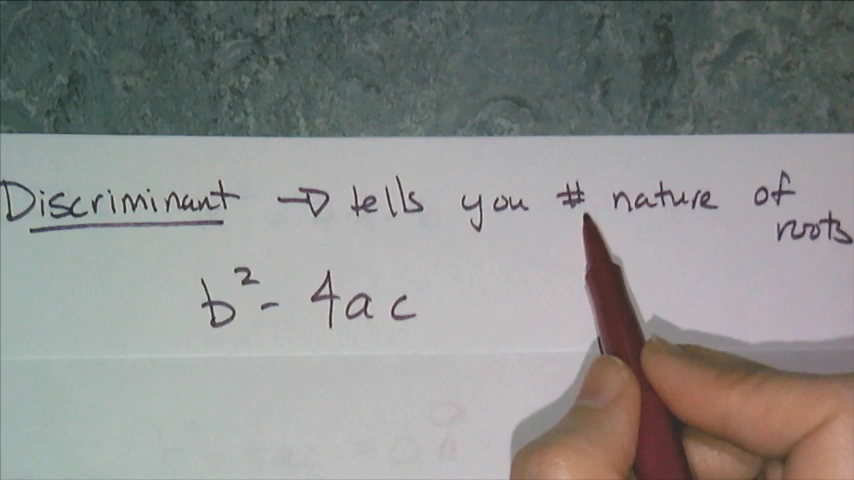 Discriminant → tells you # nature of
roots
b² - 4ac